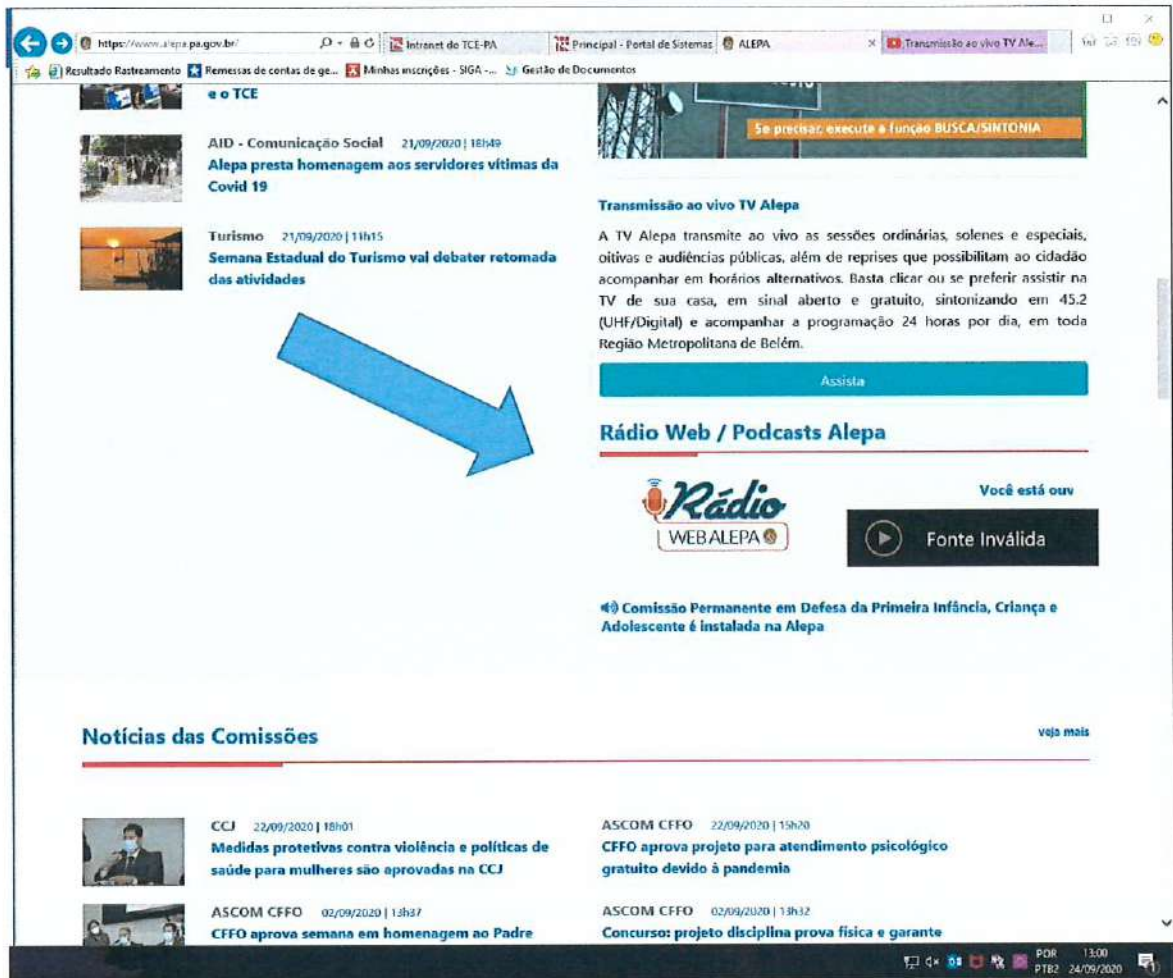 https://www.alepa.pa.gov.br/
Intranet do TCE-PA
Principal - Portal de Sistemas
ALEPA
Transmissão ao vivo TV Ale...
Resultado Rastreamento
Remessas de contas de ge...
Minhas inscrições - SIGA -...
Gestão de Documentos
e o TCE
AID - Comunicação Social 21/09/2020 | 18h49
Alepa presta homenagem aos servidores vítimas da
Covid 19
Turismo 21/09/2020 | 11h15
Semana Estadual do Turismo vai debater retomada
das atividades
Se precisar, execute a função BUSCA/SINTONIA
Transmissão ao vivo TV Alepa
A TV Alepa transmite ao vivo as sessões ordinárias, solenes e especiais,
oitivas e audiências públicas, além de reprises que possibilitam ao cidadão
acompanhar em horários alternativos. Basta clicar ou se preferir assistir na
TV de sua casa, em sinal aberto e gratuito, sintonizando em 45.2
(UHF/Digital) e acompanhar a programação 24 horas por dia, em toda
Região Metropolitana de Belém.
Assista
Rádio Web / Podcasts Alepa
Rádio
WEB ALEPA
Você está ouv
Fonte Inválida
Comissão Permanente em Defesa da Primeira Infância, Criança e
Adolescente é instalada na Alepa
Notícias das Comissões
veja mais
CCJ 22/09/2020 | 18h01
Medidas protetivas contra violência e políticas de
saúde para mulheres são aprovadas na CCJ
ASCOM CFFO 22/09/2020 | 15h20
CFFO aprova projeto para atendimento psicológico
gratuito devido à pandemia
ASCOM CFFO 02/09/2020 | 13h37
CFFO aprova semana em homenagem ao Padre
ASCOM CFFO 02/09/2020 | 13h32
Concurso: projeto disciplina prova física e garante
POR 13:00
PTB2 24/09/2020